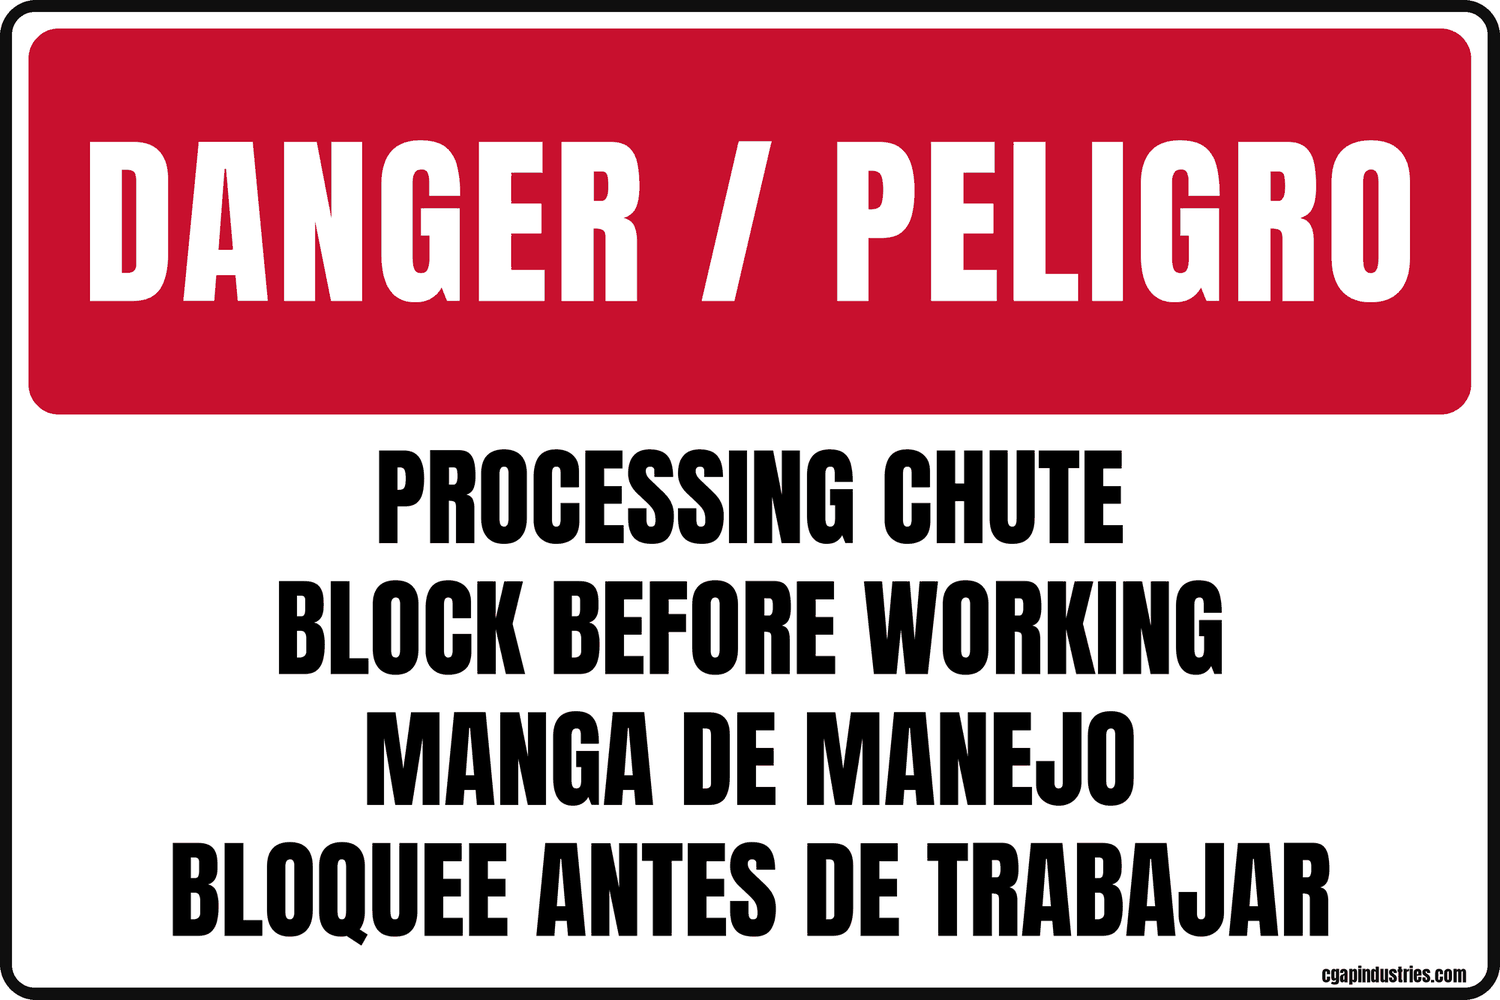 DANGER / PELIGRO
PROCESSING CHUTE
BLOCK BEFORE WORKING
MANGA DE MANEJO
BLOQUEE ANTES DE TRABAJAR
cgapindustries.com